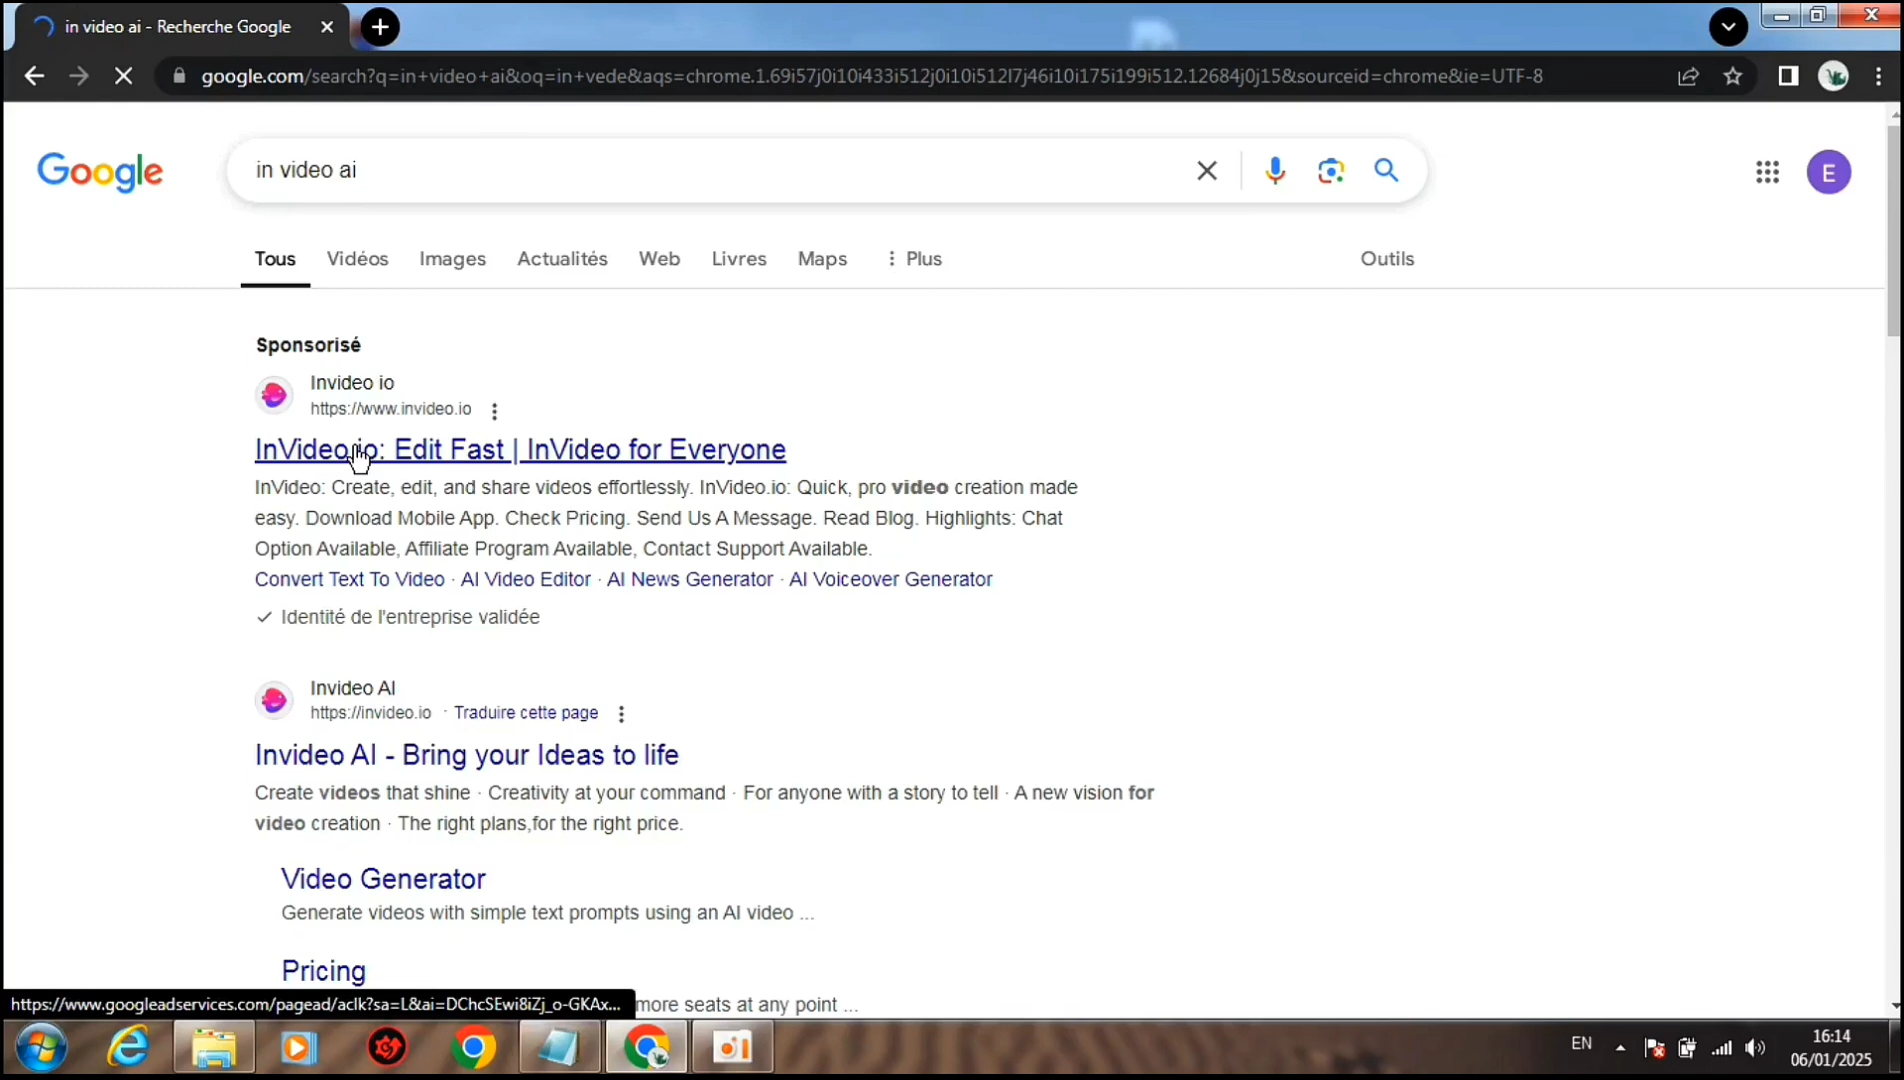 in video ai - Recherche Google
google.com/search?q=in+video+ai&oq=in+vede&aqs=chrome.1.69i57j0i10i433i512j0i10i512l7j46i10i175i199i512.12684j0j15&sourceid=chrome&ie=UTF-8
Google
in video ai
E
Tous
Vidéos
Images
Actualités
Web
Livres
Maps
Plus
Outils
Sponsorisé
Invideo io
https://www.invideo.io
InVideo.io: Edit Fast | InVideo for Everyone
InVideo: Create, edit, and share videos effortlessly. InVideo.io: Quick, pro video creation made
easy. Download Mobile App. Check Pricing. Send Us A Message. Read Blog. Highlights: Chat
Option Available, Affiliate Program Available, Contact Support Available.
Convert Text To Video · AI Video Editor · AI News Generator · AI Voiceover Generator
Identité de l'entreprise validée
Invideo AI
https://invideo.io · Traduire cette page
Invideo AI - Bring your Ideas to life
Create videos that shine · Creativity at your command · For anyone with a story to tell · A new vision for
video creation · The right plans,for the right price.
Video Generator
Generate videos with simple text prompts using an AI video ...
Pricing
more seats at any point ...
https://www.googleadservices.com/pagead/aclk?sa=L&ai=DChcSEwi8iZj_o-GKAx...
EN
16:14
06/01/2025